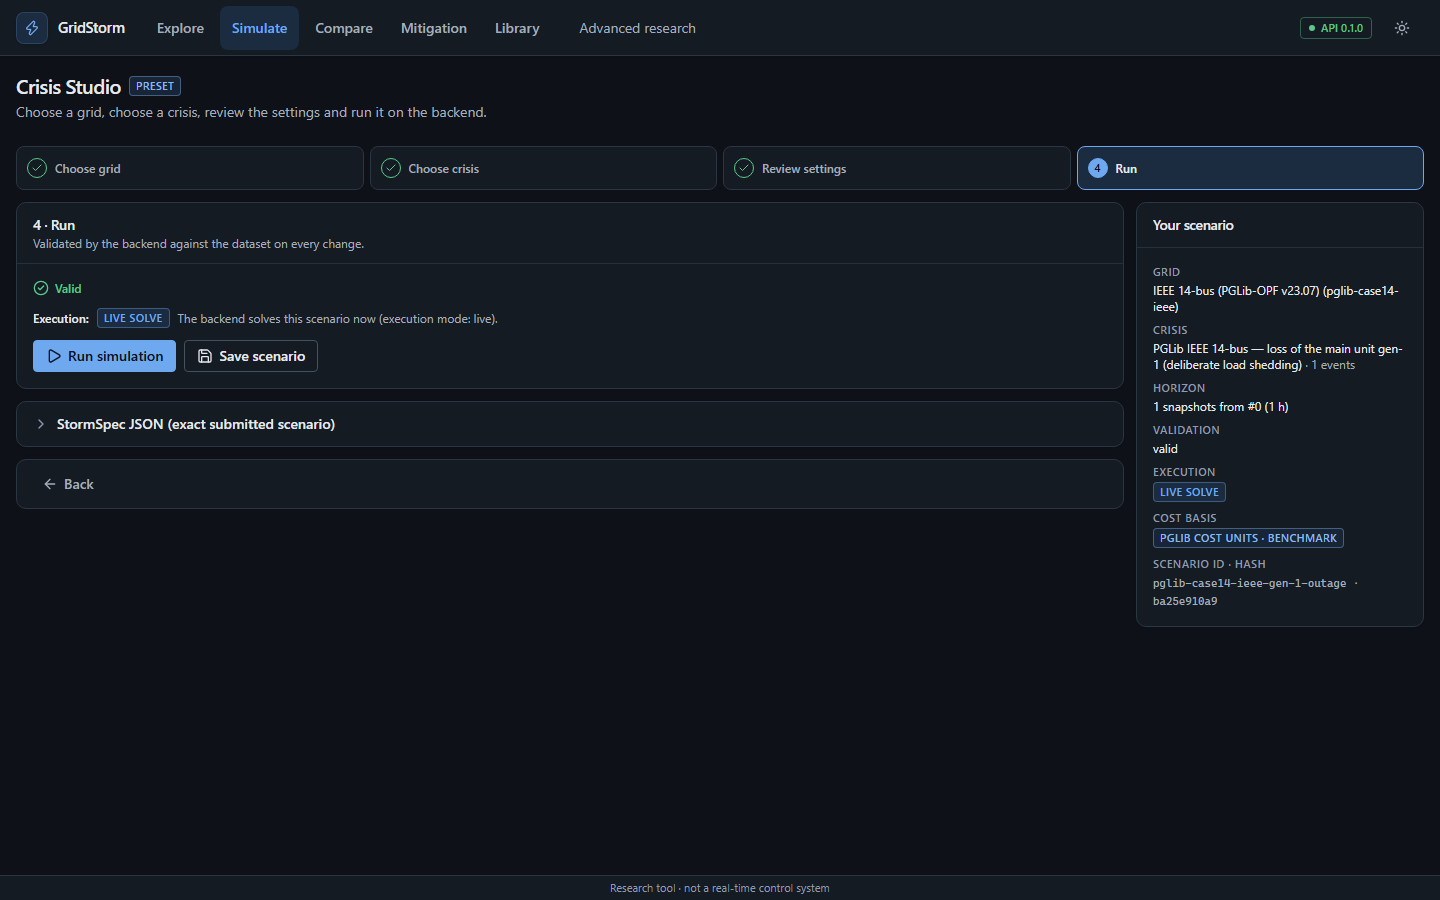 GridStorm
Explore
Simulate
Compare
Mitigation
Library
Advanced research
API 0.1.0
Crisis Studio
PRESET
Choose a grid, choose a crisis, review the settings and run it on the backend.
Choose grid
Choose crisis
Review settings
4
Run
4 · Run
Validated by the backend against the dataset on every change.
Valid
Execution: LIVE SOLVE The backend solves this scenario now (execution mode: live).
Run simulation
Save scenario
StormSpec JSON (exact submitted scenario)
Back
Your scenario
GRID
IEEE 14-bus (PGLib-OPF v23.07) (pglib-case14-
ieee)
CRISIS
PGLib IEEE 14-bus — loss of the main unit gen-
1 (deliberate load shedding) · 1 events
HORIZON
1 snapshots from #0 (1 h)
VALIDATION
valid
EXECUTION
LIVE SOLVE
COST BASIS
PGLIB COST UNITS · BENCHMARK
SCENARIO ID · HASH
pglib-case14-ieee-gen-1-outage ·
ba25e910a9
Research tool · not a real-time control system